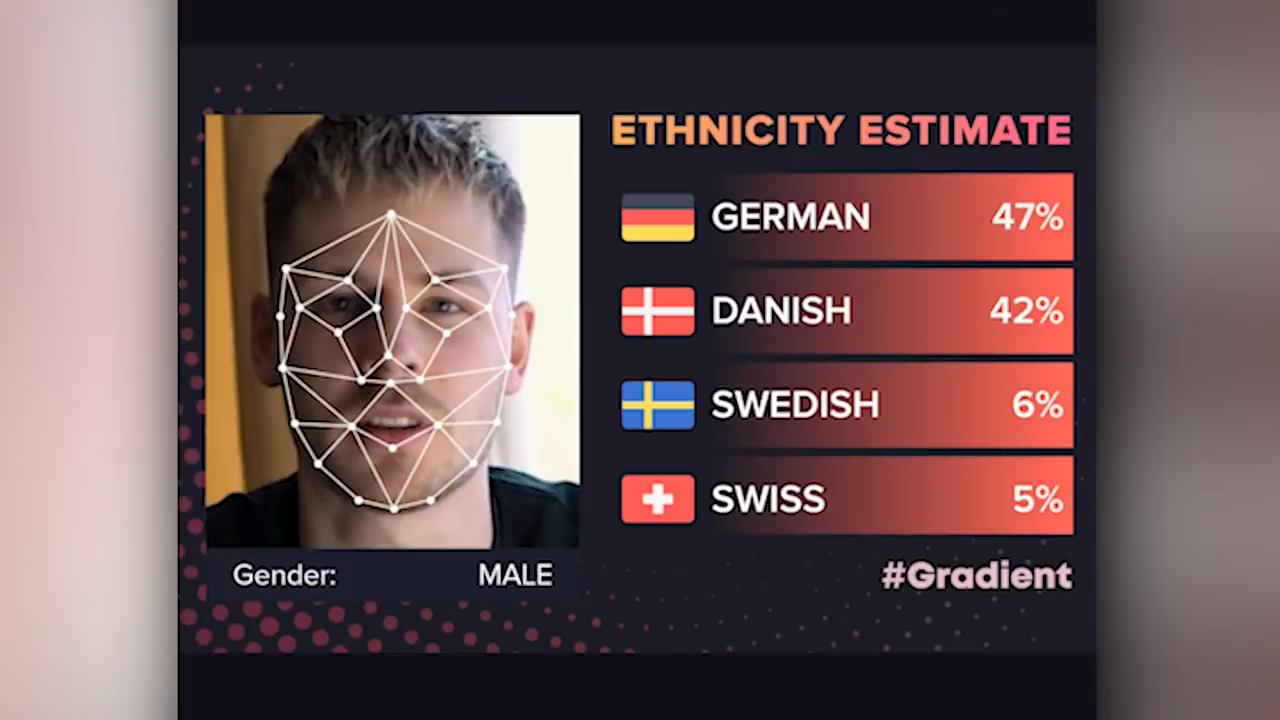 ETHNICITY ESTIMATE
GERMAN 47%
DANISH 42%
SWEDISH 6%
SWISS 5%
Gender: MALE
#Gradient